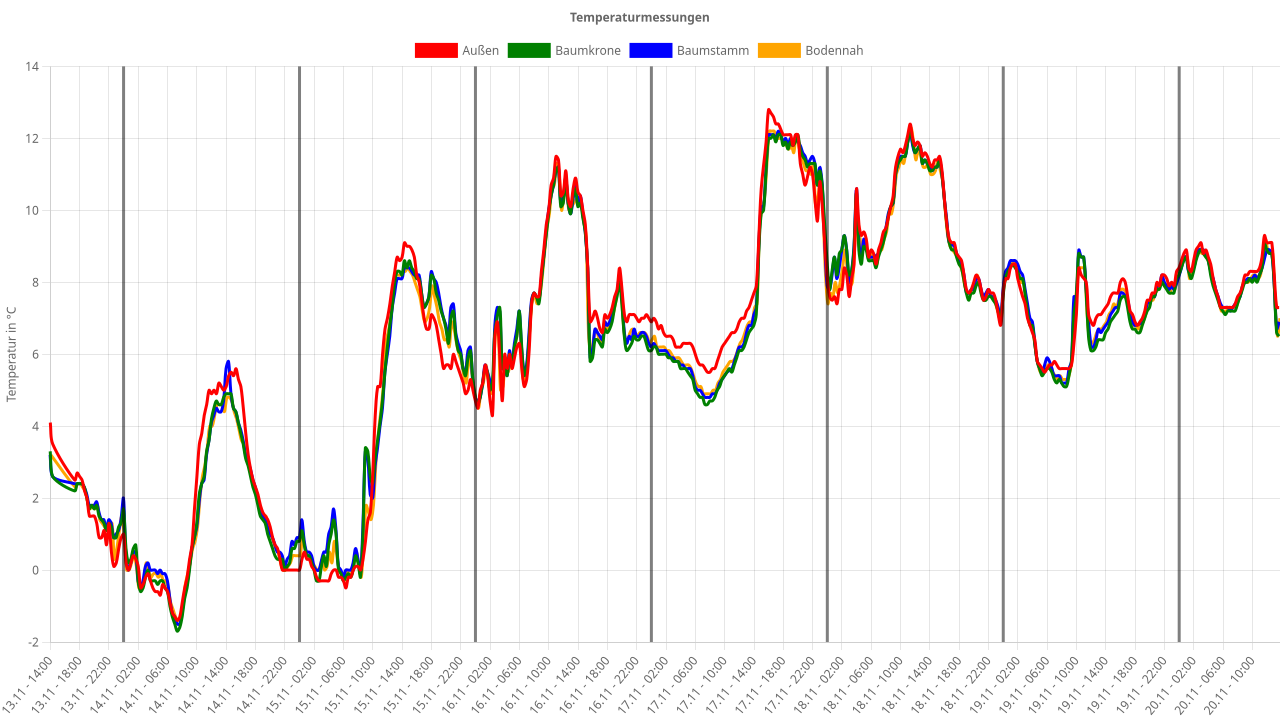 Temperaturmessungen
Außen Baumkrone Baumstamm Bodennah
Temperatur in °C
14
12
10
8
6
4
2
0
-2
13.11 - 14:00
13.11 - 18:00
13.11 - 22:00
14.11 - 02:00
14.11 - 06:00
14.11 - 10:00
14.11 - 14:00
14.11 - 18:00
14.11 - 22:00
15.11 - 02:00
15.11 - 06:00
15.11 - 10:00
15.11 - 14:00
15.11 - 18:00
15.11 - 22:00
16.11 - 02:00
16.11 - 06:00
16.11 - 10:00
16.11 - 14:00
16.11 - 18:00
16.11 - 22:00
17.11 - 02:00
17.11 - 06:00
17.11 - 10:00
17.11 - 14:00
17.11 - 18:00
17.11 - 22:00
18.11 - 02:00
18.11 - 06:00
18.11 - 10:00
18.11 - 14:00
18.11 - 18:00
18.11 - 22:00
19.11 - 02:00
19.11 - 06:00
19.11 - 10:00
19.11 - 14:00
19.11 - 18:00
19.11 - 22:00
20.11 - 02:00
20.11 - 06:00
20.11 - 10:00